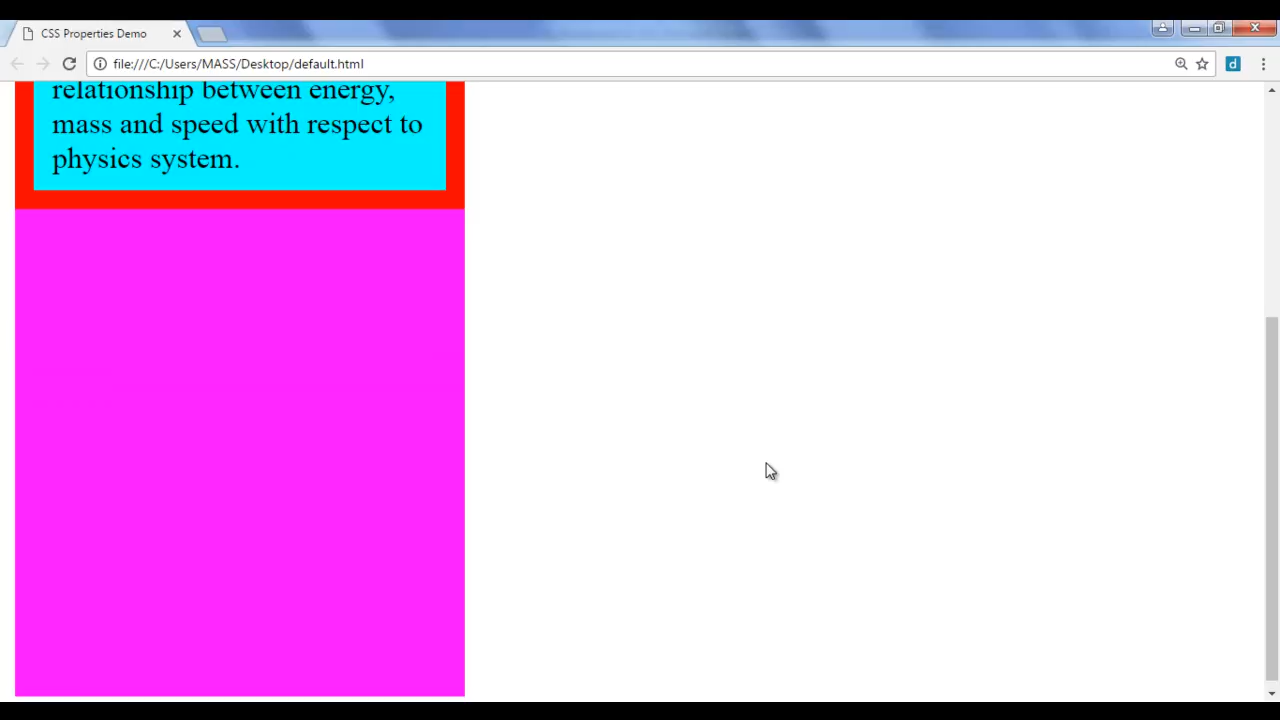 CSS Properties Demo
file:///C:/Users/MASS/Desktop/default.html
d
relationship between energy,
mass and speed with respect to
physics system.